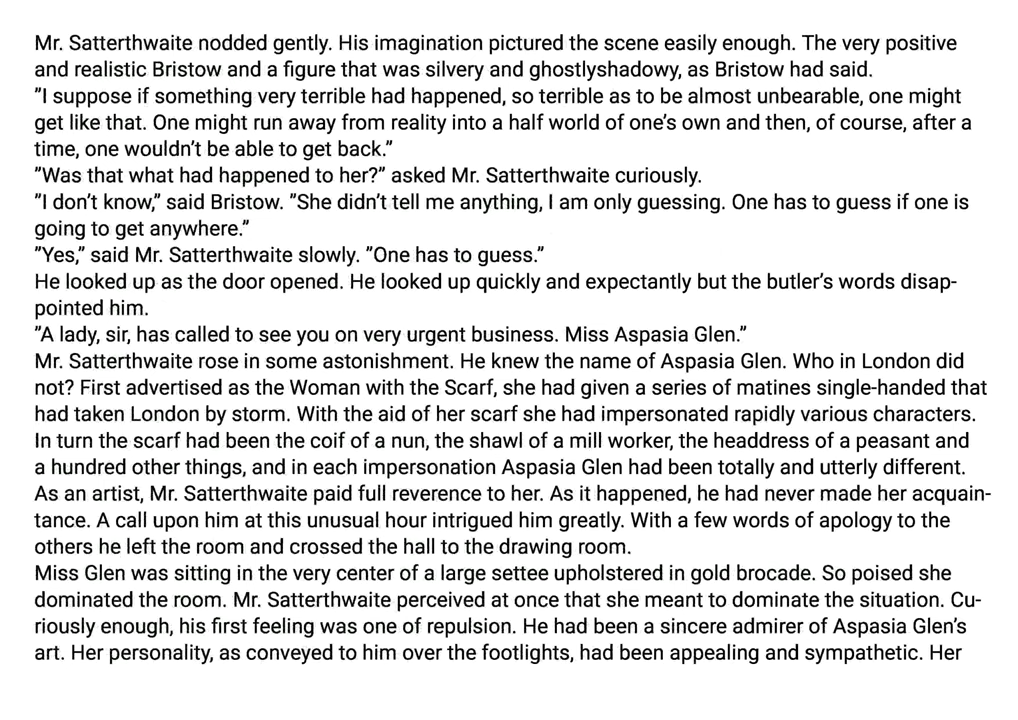 Mr. Satterthwaite nodded gently. His imagination pictured the scene easily enough. The very positive
and realistic Bristow and a figure that was silvery and ghostlyshadowy, as Bristow had said.
"I suppose if something very terrible had happened, so terrible as to be almost unbearable, one might
get like that. One might run away from reality into a half world of one's own and then, of course, after a
time, one wouldn't be able to get back."
"Was that what had happened to her?" asked Mr. Satterthwaite curiously.
"I don't know," said Bristow. "She didn't tell me anything, I am only guessing. One has to guess if one is
going to get anywhere."
"Yes," said Mr. Satterthwaite slowly. "One has to guess."
He looked up as the door opened. He looked up quickly and expectantly but the butler's words disap-
pointed him.
"A lady, sir, has called to see you on very urgent business. Miss Aspasia Glen."
Mr. Satterthwaite rose in some astonishment. He knew the name of Aspasia Glen. Who in London did
not? First advertised as the Woman with the Scarf, she had given a series of matines single-handed that
had taken London by storm. With the aid of her scarf she had impersonated rapidly various characters.
In turn the scarf had been the coif of a nun, the shawl of a mill worker, the headdress of a peasant and
a hundred other things, and in each impersonation Aspasia Glen had been totally and utterly different.
As an artist, Mr. Satterthwaite paid full reverence to her. As it happened, he had never made her acquain-
tance. A call upon him at this unusual hour intrigued him greatly. With a few words of apology to the
others he left the room and crossed the hall to the drawing room.
Miss Glen was sitting in the very center of a large settee upholstered in gold brocade. So poised she
dominated the room. Mr. Satterthwaite perceived at once that she meant to dominate the situation. Cu-
riously enough, his first feeling was one of repulsion. He had been a sincere admirer of Aspasia Glen's
art. Her personality, as conveyed to him over the footlights, had been appealing and sympathetic. Her